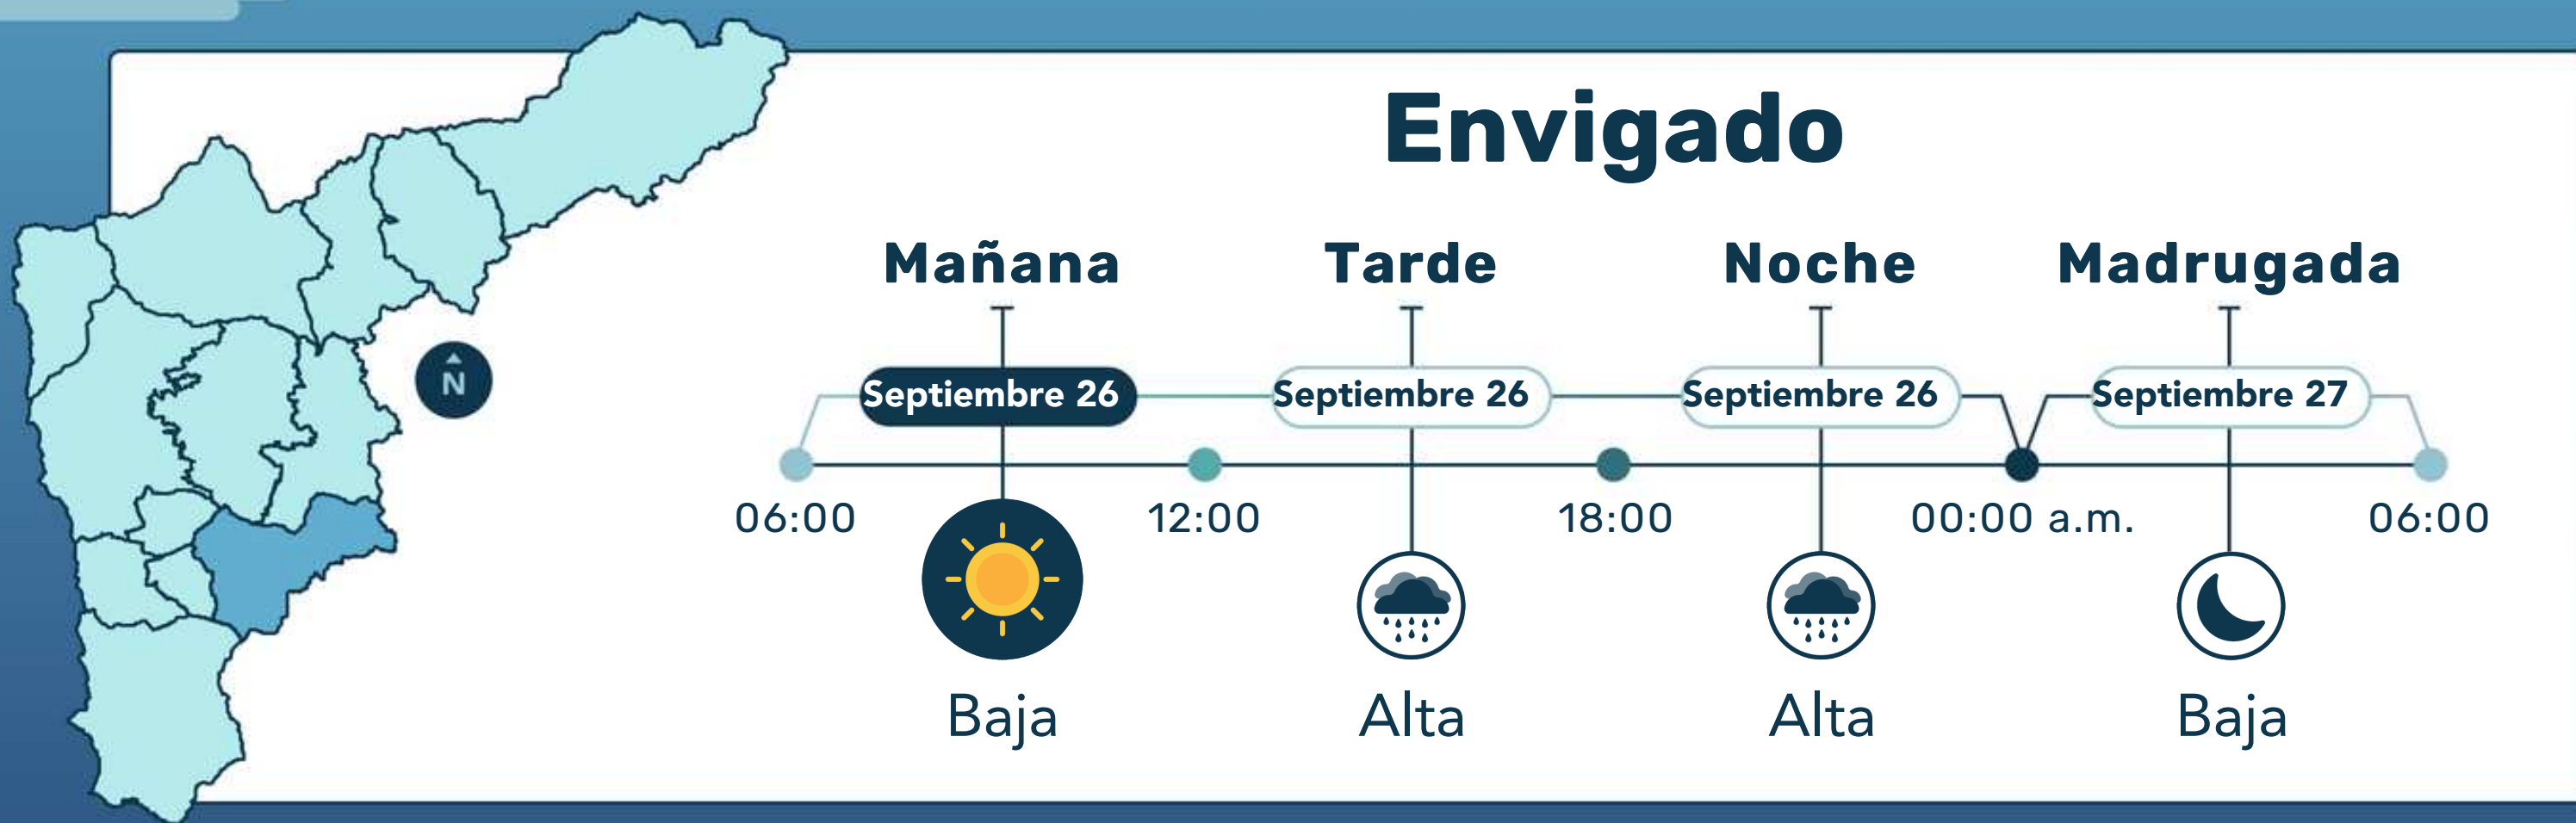 Envigado
Mañana Tarde Noche Madrugada
N
Septiembre 26 Septiembre 26 Septiembre 26 Septiembre 27
06:00 12:00 18:00 00:00 a.m. 06:00
Baja Alta Alta Baja